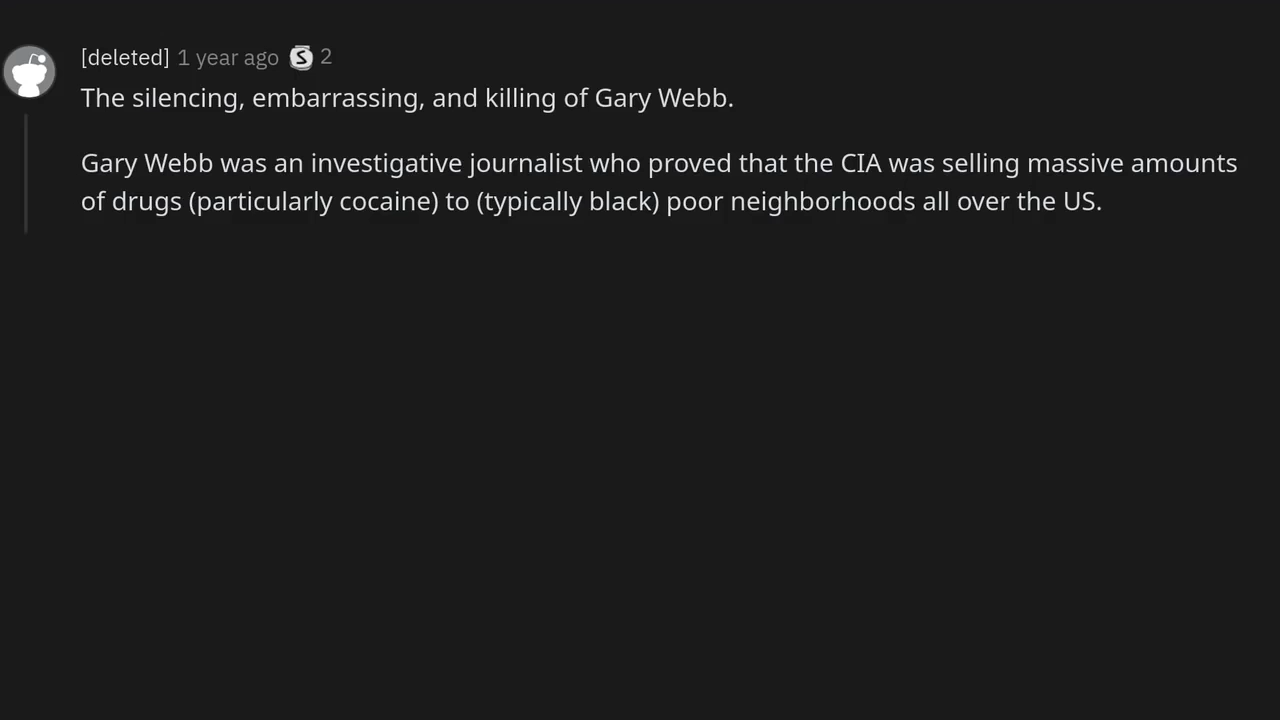 [deleted] 1 year ago S 2
The silencing, embarrassing, and killing of Gary Webb.
Gary Webb was an investigative journalist who proved that the CIA was selling massive amounts
of drugs (particularly cocaine) to (typically black) poor neighborhoods all over the US.